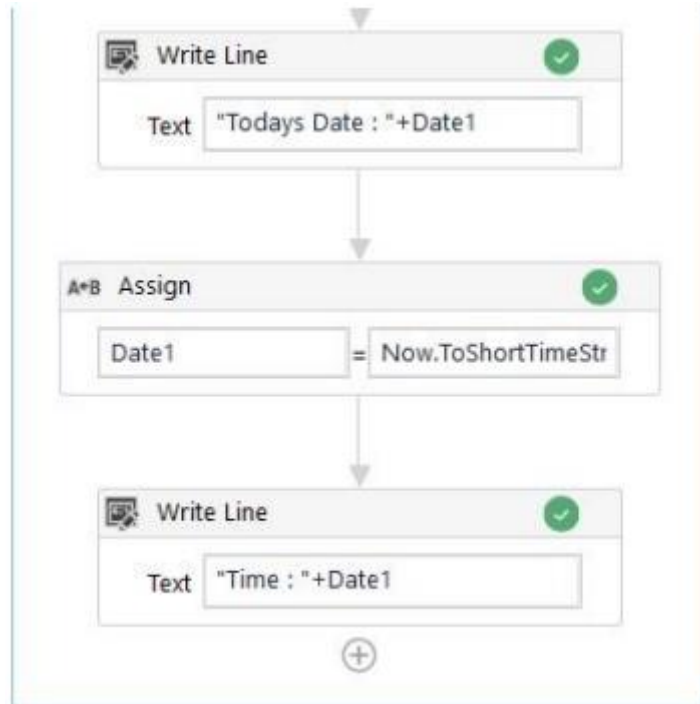 Write Line
Text "Todays Date : "+Date1
A+B Assign
Date1 = Now.ToShortTimeStr
Write Line
Text "Time : "+Date1